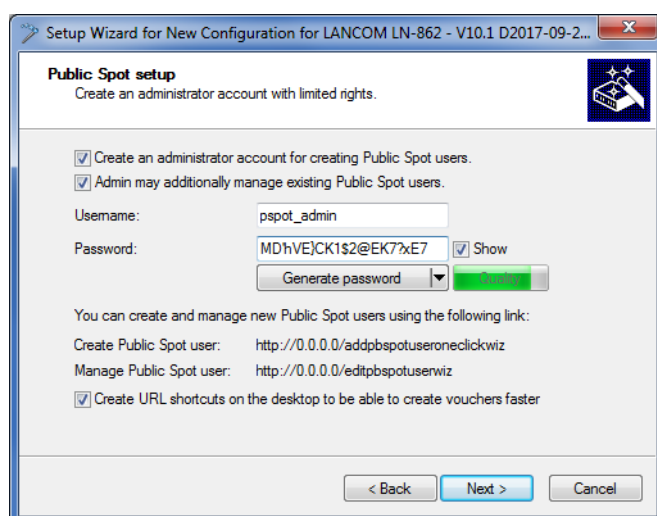 Setup Wizard for New Configuration for LANCOM LN-862 - V10.1 D2017-09-2...
Public Spot setup
Create an administrator account with limited rights.
Create an administrator account for creating Public Spot users.
Admin may additionally manage existing Public Spot users.
Username: pspot_admin
Password: MD'hVE}CK1$2@EK7?xE7 Show
Generate password Quality
You can create and manage new Public Spot users using the following link:
Create Public Spot user: http://0.0.0.0/addpbspotuseroneclickwiz
Manage Public Spot user: http://0.0.0.0/editpbspotuserwiz
Create URL shortcuts on the desktop to be able to create vouchers faster
< Back Next > Cancel